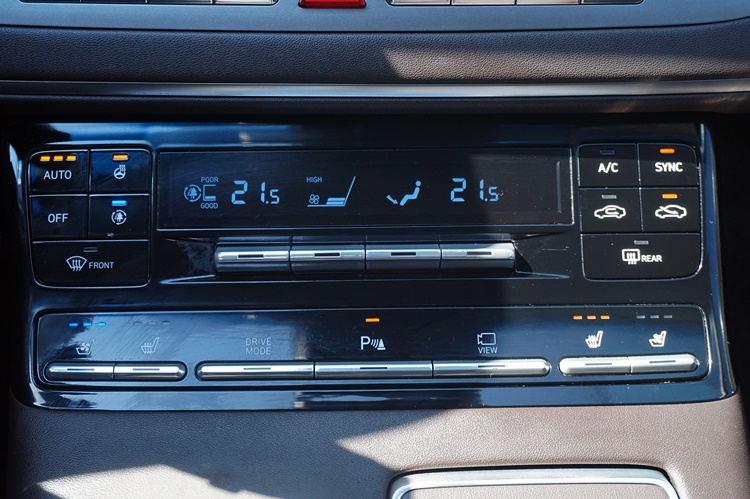 AUTO
OFF
FRONT
POOR
GOOD
21.5
HIGH
21.5
A/C
SYNC
REAR
DRIVE
MODE
P
VIEW